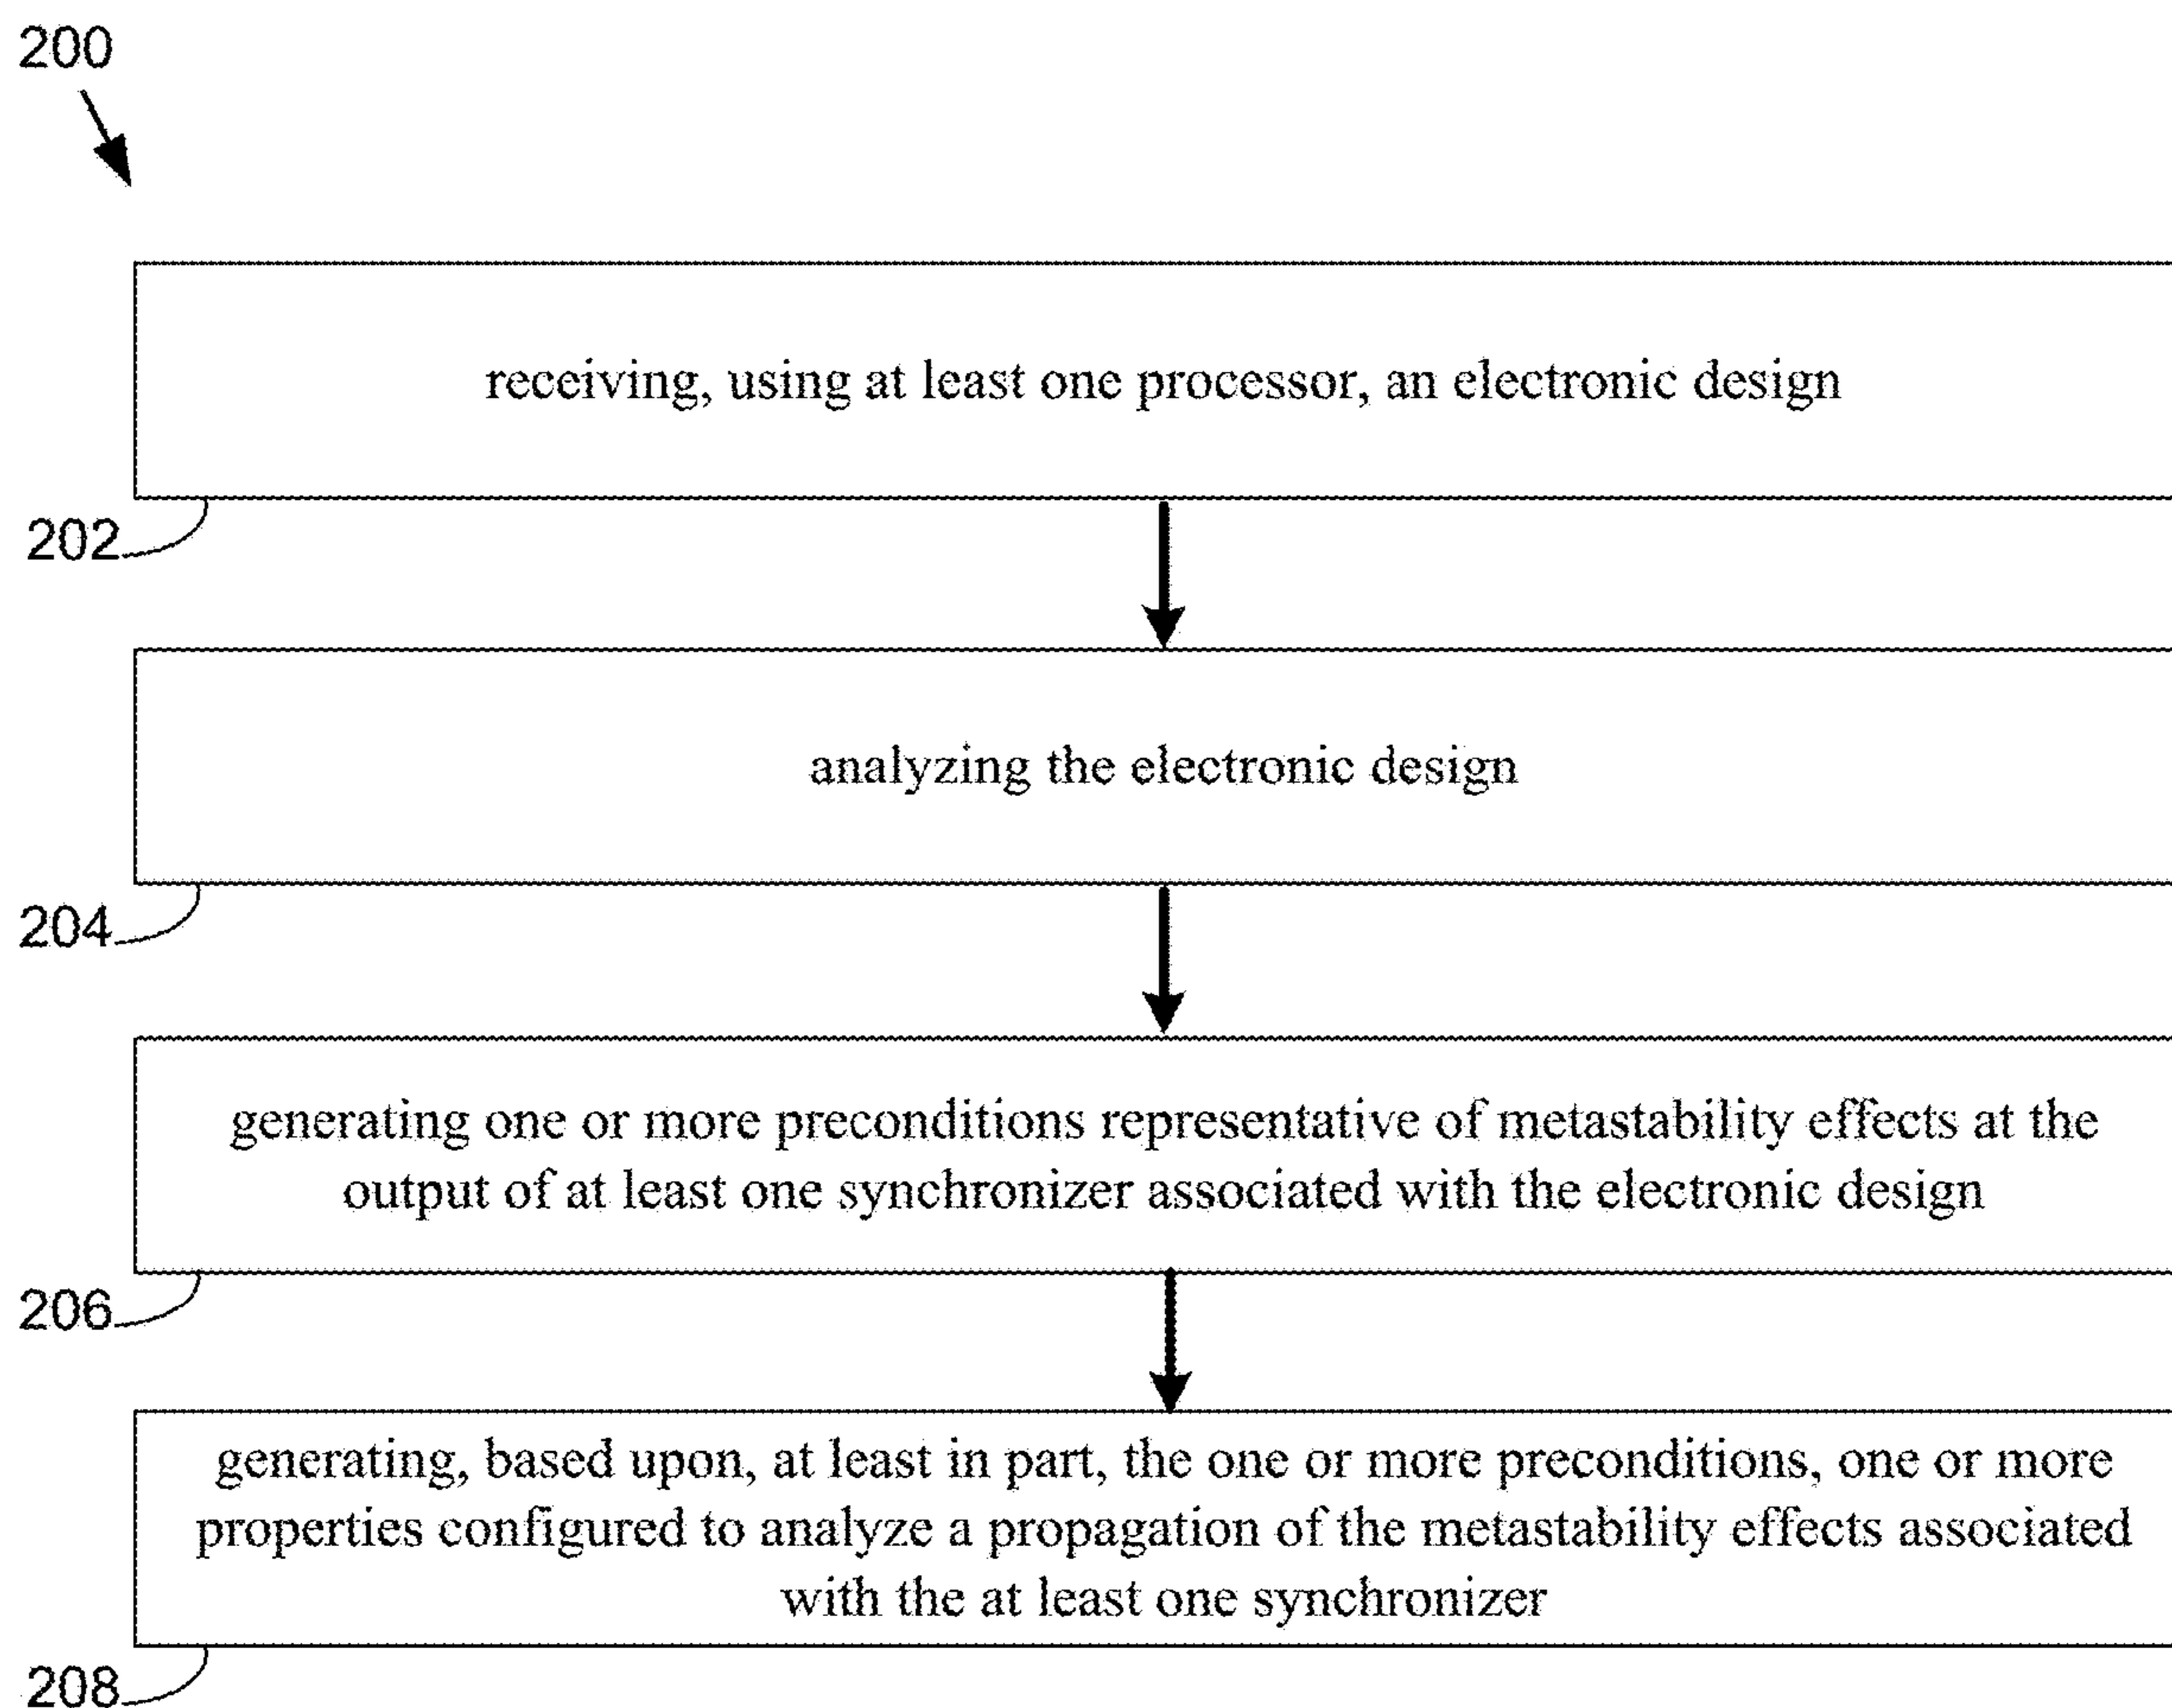 200
receiving, using at least one processor, an electronic design
202
analyzing the electronic design
204
generating one or more preconditions representative of metastability effects at the
output of at least one synchronizer associated with the electronic design
206
generating, based upon, at least in part, the one or more preconditions, one or more
properties configured to analyze a propagation of the metastability effects associated
with the at least one synchronizer
208